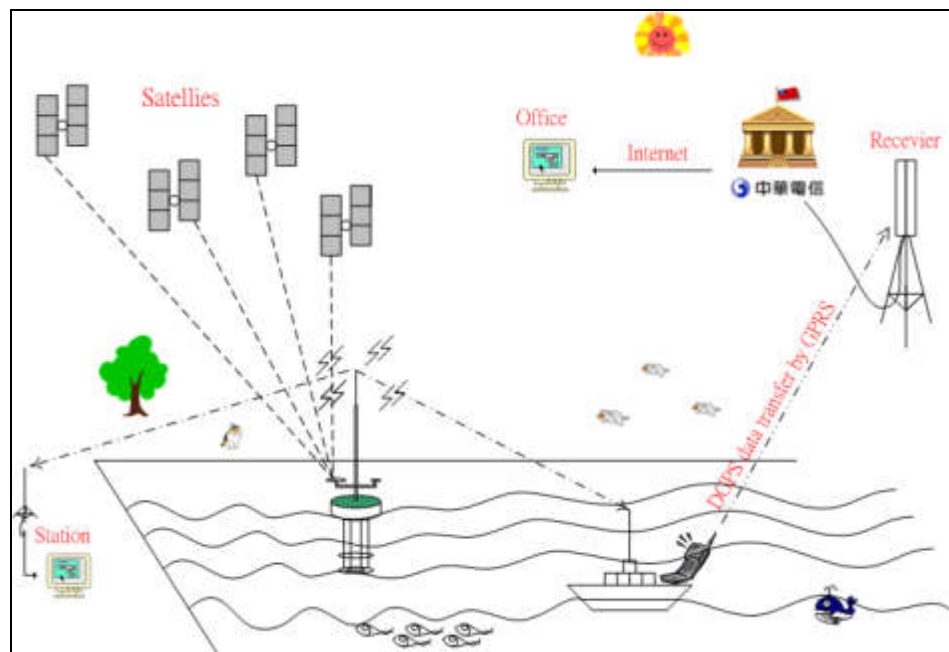 Satellies
Office
Internet
Recevier
中華電信
DGPS data transfer by GPRS
Station